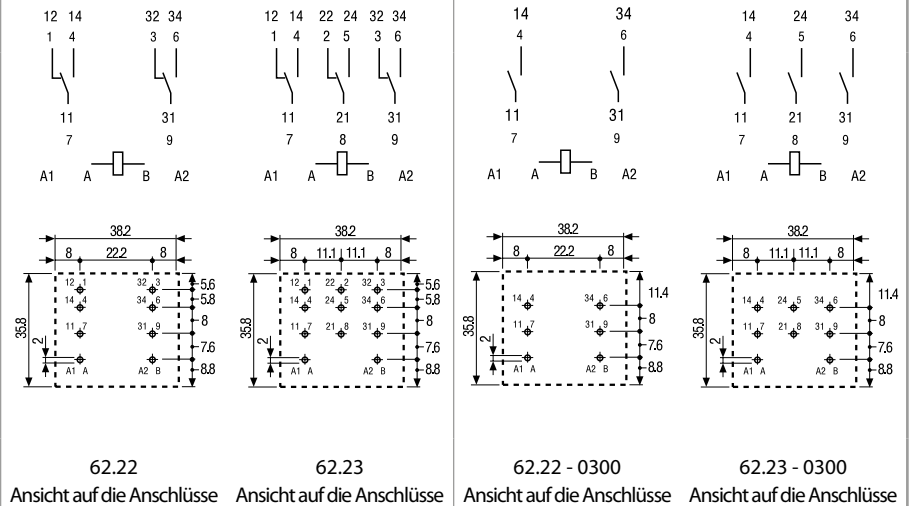 12 14 32 34
1 4 3 6
11 31
7 9
A1 A B A2
38.2
8 22.2 8
35.8
2
12 1 32 3
14 4 34 6
11 7 31 9
A1 A A2 B
5.6
5.8
8
7.6
8.8
62.22
Ansicht auf die Anschlüsse
12 14 22 24 32 34
1 4 2 5 3 6
11 21 31
7 8 9
A1 A B A2
38.2
8 11.1 11.1 8
35.8
2
12 1 22 2 32 3
14 4 24 5 34 6
11 7 21 8 31 9
A1 A A2 B
5.6
5.8
8
7.6
8.8
62.23
Ansicht auf die Anschlüsse
14 34
4 6
11 31
7 9
A1 A B A2
38.2
8 22.2 8
35.8
2
14 4 34 6
11 7 31 9
A1 A A2 B
11.4
8
7.6
8.8
62.22 - 0300
Ansicht auf die Anschlüsse
14 24 34
4 5 6
11 21 31
7 8 9
A1 A B A2
38.2
8 11.1 11.1 8
35.8
2
14 4 24 5 34 6
11 7 21 8 31 9
A1 A A2 B
11.4
8
7.6
8.8
62.23 - 0300
Ansicht auf die Anschlüsse